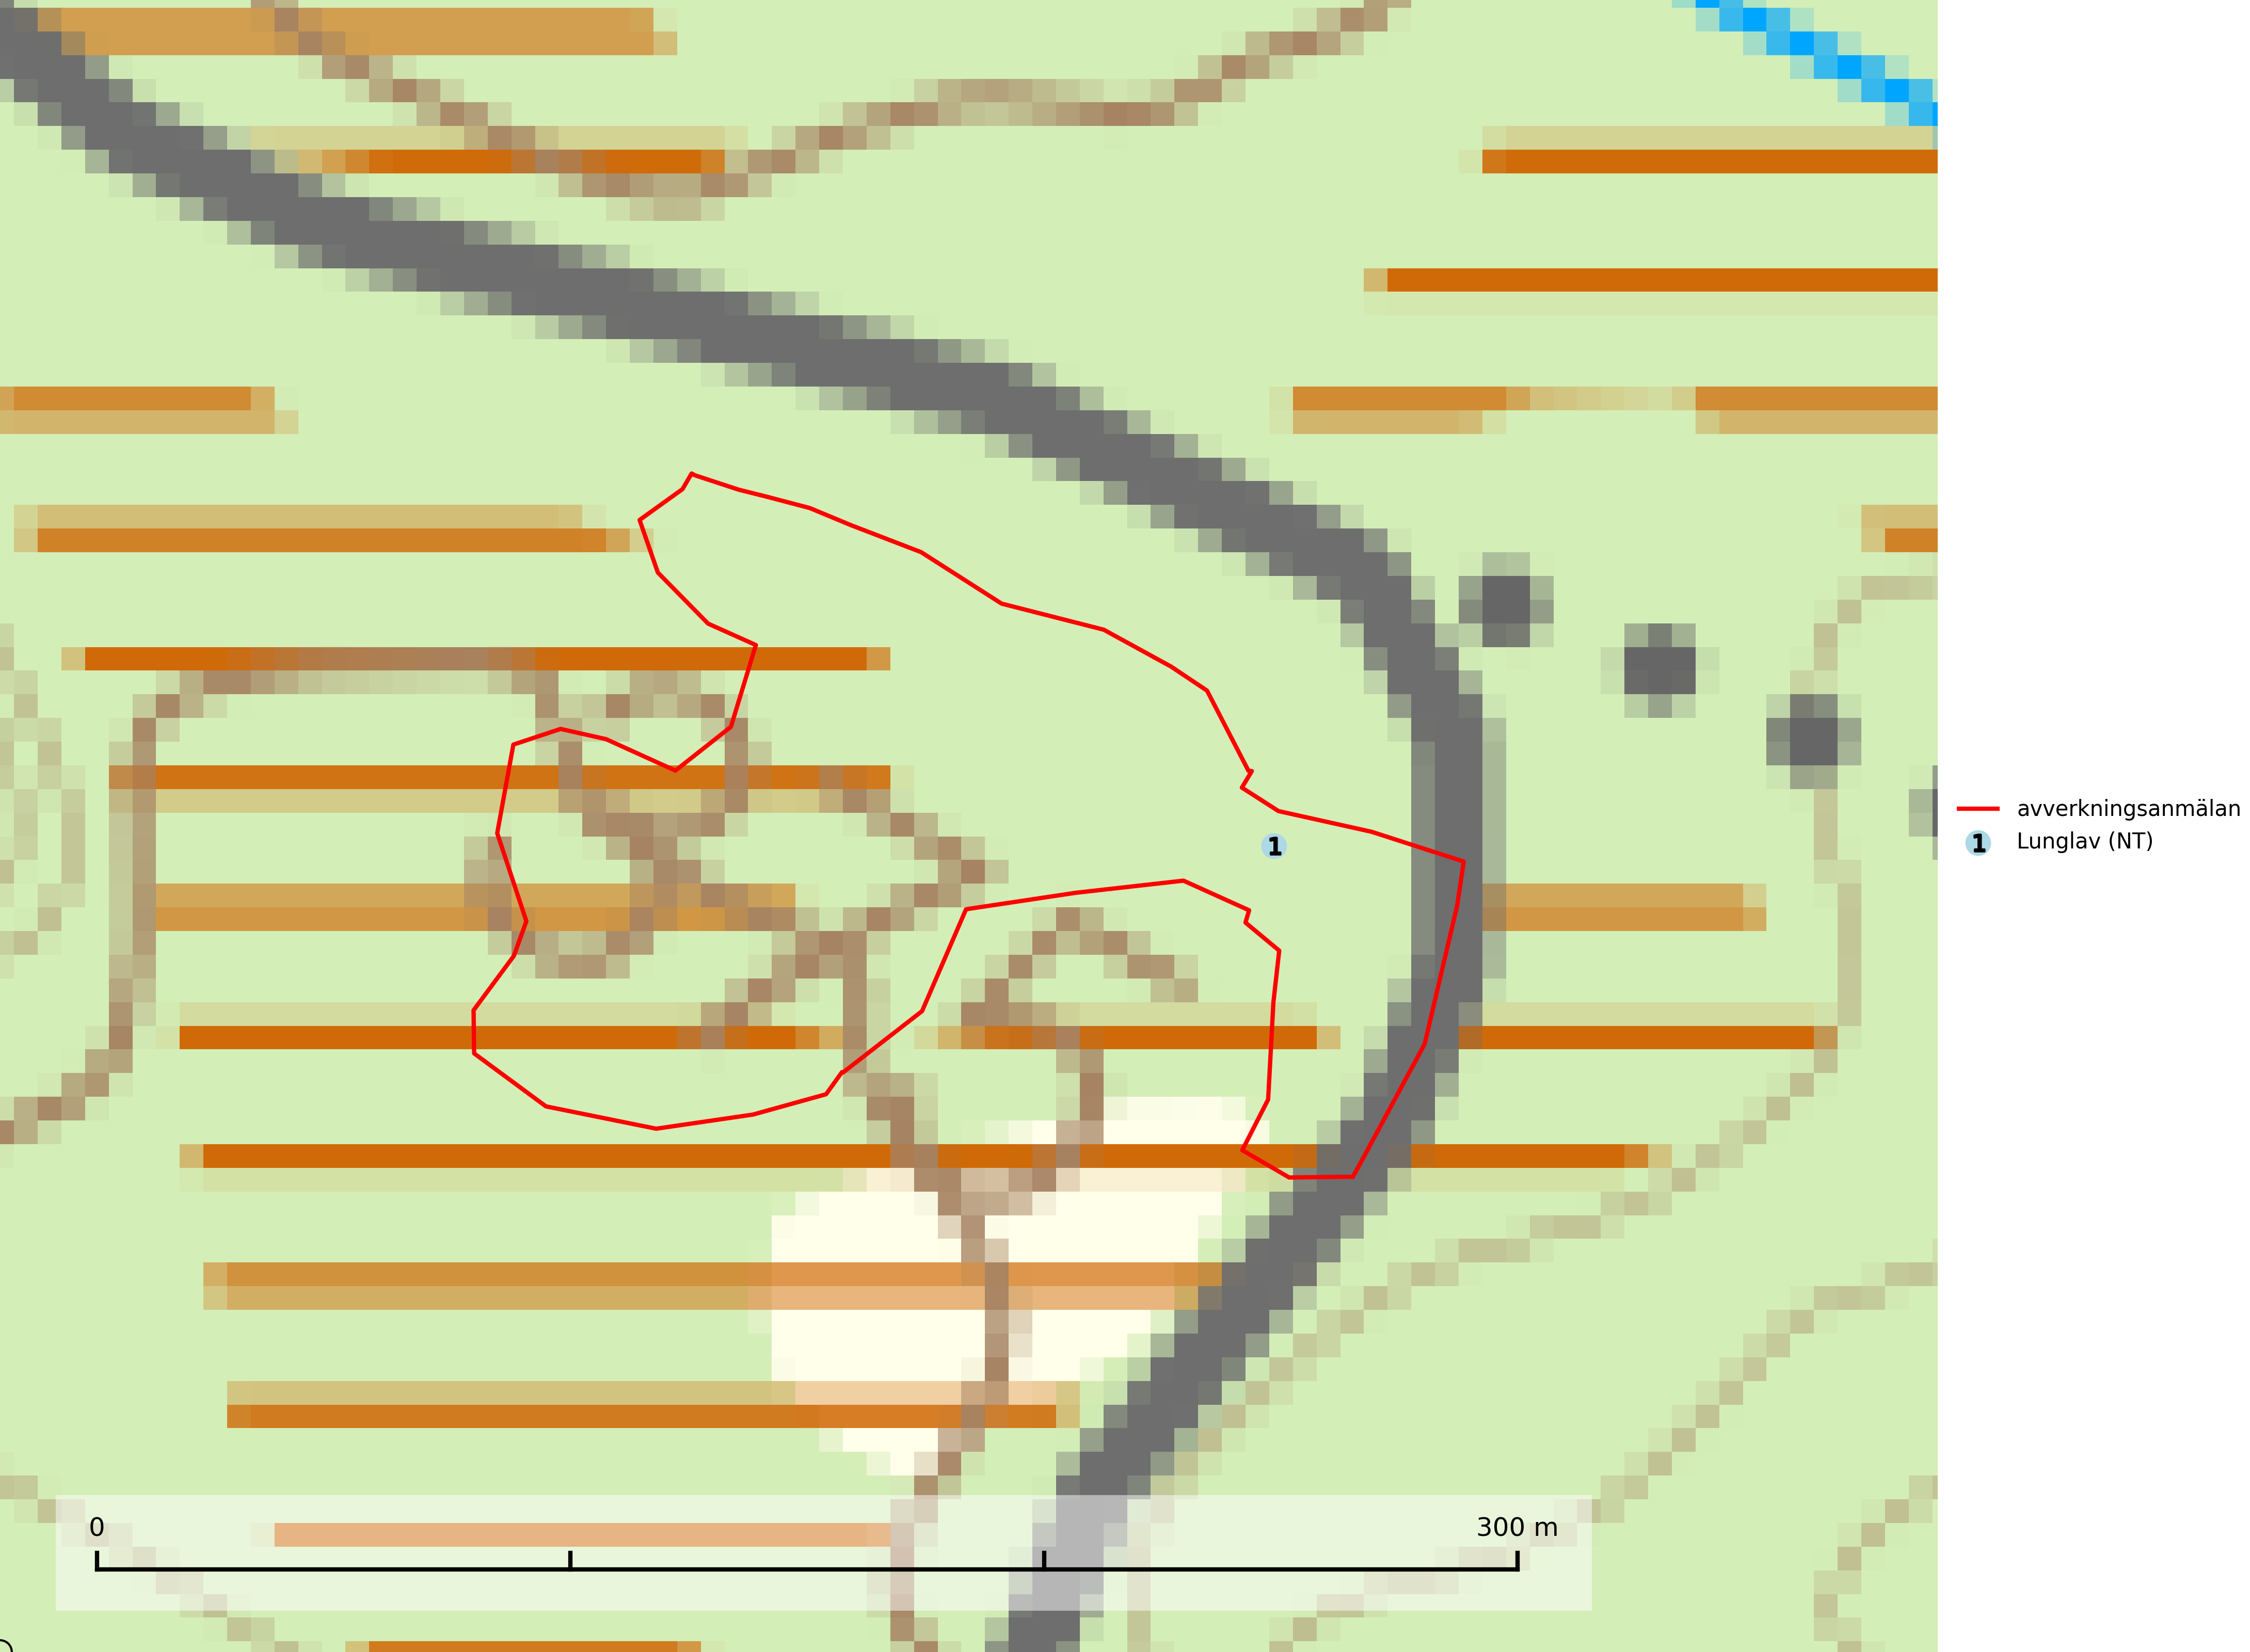 1
avverkningsanmälan
1 Lunglav (NT)
0 300 m